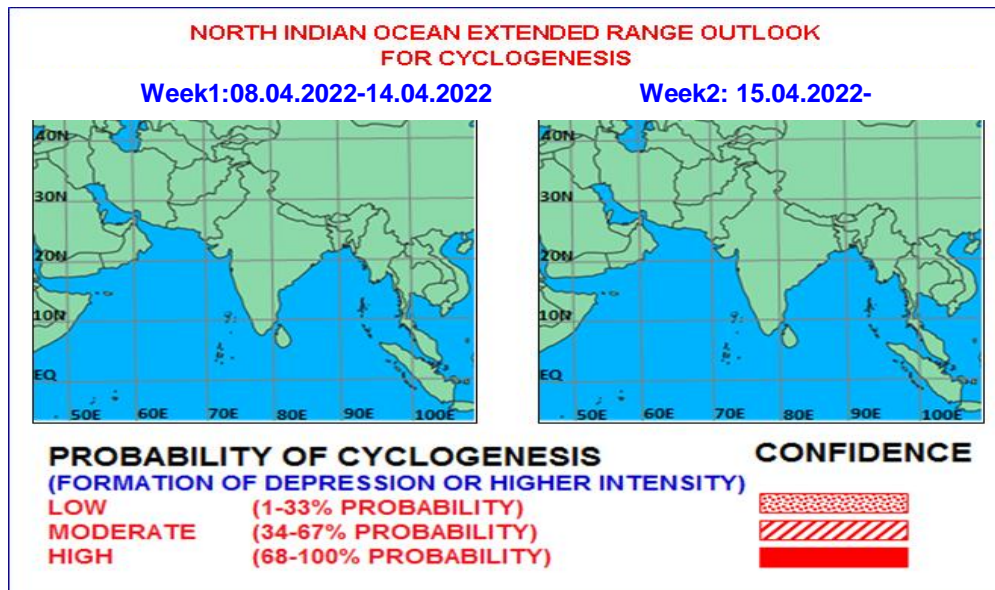 NORTH INDIAN OCEAN EXTENDED RANGE OUTLOOK
FOR CYCLOGENESIS
Week1:08.04.2022-14.04.2022
Week2: 15.04.2022-
40N
30N
20N
10N
EQ
50E 60E 70E 80E 90E 100E
40N
30N
20N
10N
EQ
50E 60E 70E 80E 90E 100E
PROBABILITY OF CYCLOGENESIS
CONFIDENCE
(FORMATION OF DEPRESSION OR HIGHER INTENSITY)
LOW (1-33% PROBABILITY)
MODERATE (34-67% PROBABILITY)
HIGH (68-100% PROBABILITY)